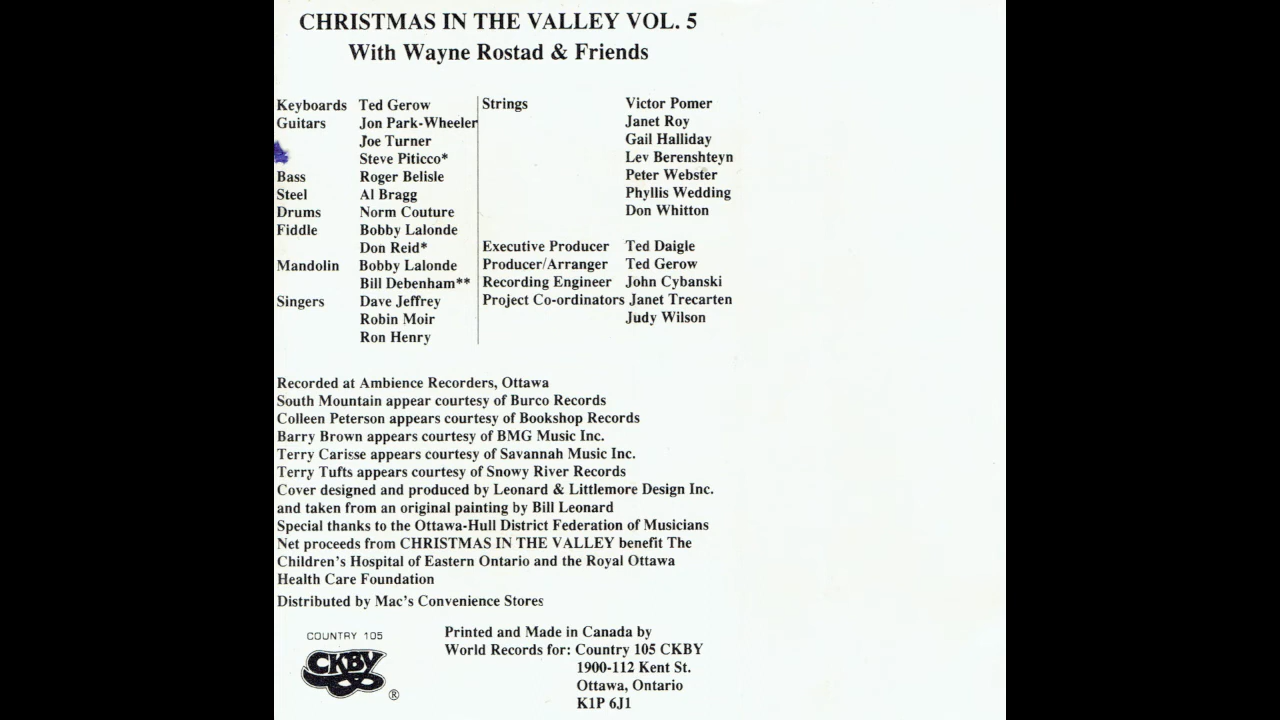 CHRISTMAS IN THE VALLEY VOL. 5
With Wayne Rostad & Friends
Keyboards Ted Gerow
Guitars Jon Park-Wheeler
Joe Turner
Steve Piticco*
Bass Roger Belisle
Steel Al Bragg
Drums Norm Couture
Fiddle Bobby Lalonde
Don Reid*
Mandolin Bobby Lalonde
Bill Debenham**
Singers Dave Jeffrey
Robin Moir
Ron Henry
Strings Victor Pomer
Janet Roy
Gail Halliday
Lev Berenshteyn
Peter Webster
Phyllis Wedding
Don Whitton
Executive Producer Ted Daigle
Producer/Arranger Ted Gerow
Recording Engineer John Cybanski
Project Co-ordinators Janet Trecarten
Judy Wilson
Recorded at Ambience Recorders, Ottawa
South Mountain appear courtesy of Burco Records
Colleen Peterson appears courtesy of Bookshop Records
Barry Brown appears courtesy of BMG Music Inc.
Terry Carisse appears courtesy of Savannah Music Inc.
Terry Tufts appears courtesy of Snowy River Records
Cover designed and produced by Leonard & Littlemore Design Inc.
and taken from an original painting by Bill Leonard
Special thanks to the Ottawa-Hull District Federation of Musicians
Net proceeds from CHRISTMAS IN THE VALLEY benefit The
Children's Hospital of Eastern Ontario and the Royal Ottawa
Health Care Foundation
Distributed by Mac's Convenience Stores
COUNTRY 105
CKBY
®
Printed and Made in Canada by
World Records for: Country 105 CKBY
1900-112 Kent St.
Ottawa, Ontario
K1P 6J1